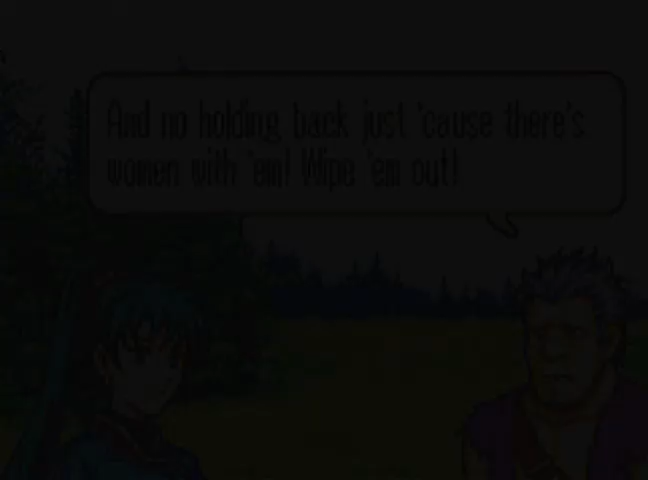 And no holding back just 'cause there's
women with 'em! Wipe 'em out!